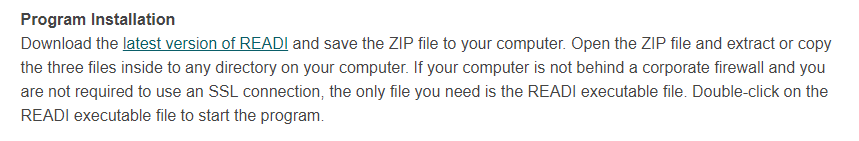 Program Installation
Download the latest version of READI and save the ZIP file to your computer. Open the ZIP file and extract or copy
the three files inside to any directory on your computer. If your computer is not behind a corporate firewall and you
are not required to use an SSL connection, the only file you need is the READI executable file. Double-click on the
READI executable file to start the program.